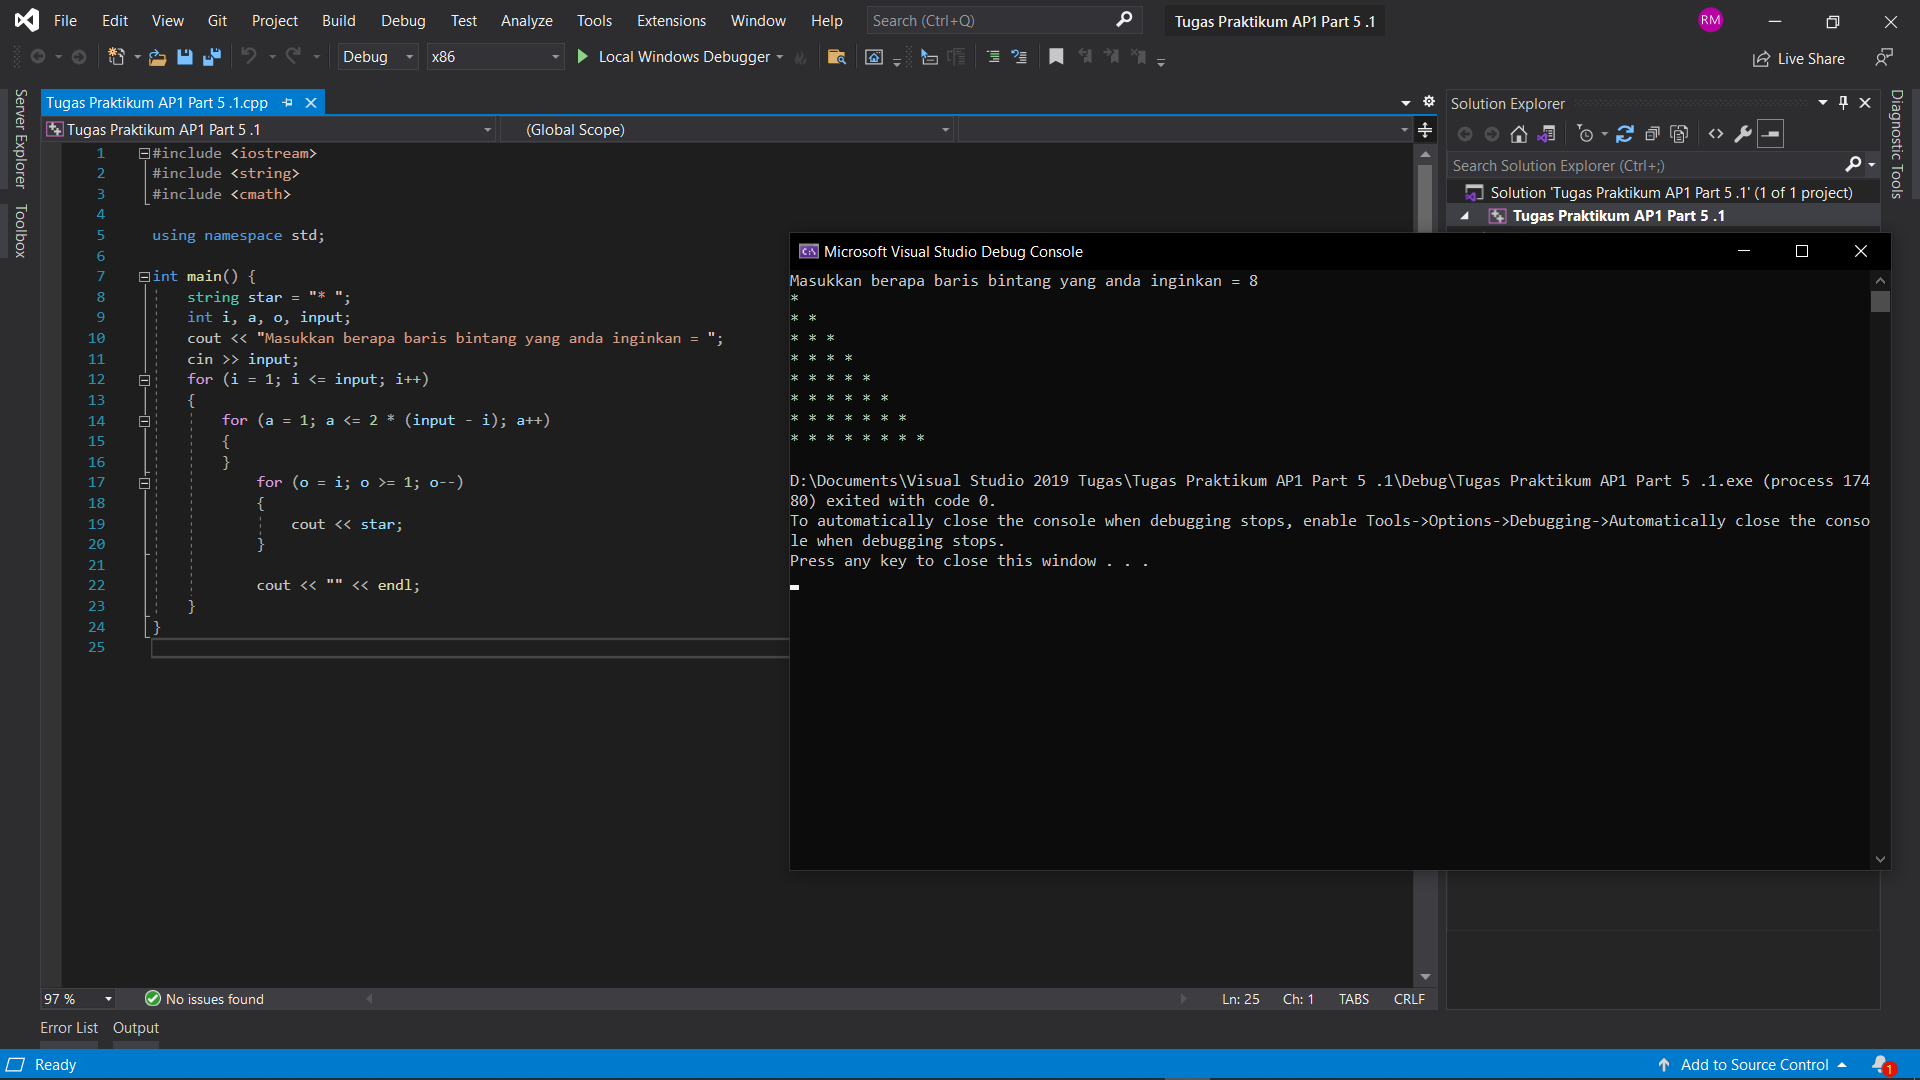 File Edit View Git Project Build Debug Test Analyze Tools Extensions Window Help Search (Ctrl+Q) Tugas Praktikum AP1 Part 5 .1 RM
Debug x86 Local Windows Debugger Live Share
Server Explorer
Toolbox
Tugas Praktikum AP1 Part 5 .1.cpp
Tugas Praktikum AP1 Part 5 .1 (Global Scope)
1 #include <iostream>
2 #include <string>
3 #include <cmath>
4
5 using namespace std;
6
7 int main() {
8 string star = "* ";
9 int i, a, o, input;
10 cout << "Masukkan berapa baris bintang yang anda inginkan = ";
11 cin >> input;
12 for (i = 1; i <= input; i++)
13 {
14 for (a = 1; a <= 2 * (input - i); a++)
15 {
16 }
17 for (o = i; o >= 1; o--)
18 {
19 cout << star;
20 }
21
22 cout << "" << endl;
23 }
24 }
25
Solution Explorer
Search Solution Explorer (Ctrl+;)
Solution 'Tugas Praktikum AP1 Part 5 .1' (1 of 1 project)
Tugas Praktikum AP1 Part 5 .1
Diagnostic Tools
Microsoft Visual Studio Debug Console
Masukkan berapa baris bintang yang anda inginkan = 8
*
* *
* * *
* * * *
* * * * *
* * * * * *
* * * * * * *
* * * * * * * *
D:\Documents\Visual Studio 2019 Tugas\Tugas Praktikum AP1 Part 5 .1\Debug\Tugas Praktikum AP1 Part 5 .1.exe (process 174
80) exited with code 0.
To automatically close the console when debugging stops, enable Tools->Options->Debugging->Automatically close the conso
le when debugging stops.
Press any key to close this window . . .
97 % No issues found Ln: 25 Ch: 1 TABS CRLF
Error List Output
Ready Add to Source Control 1